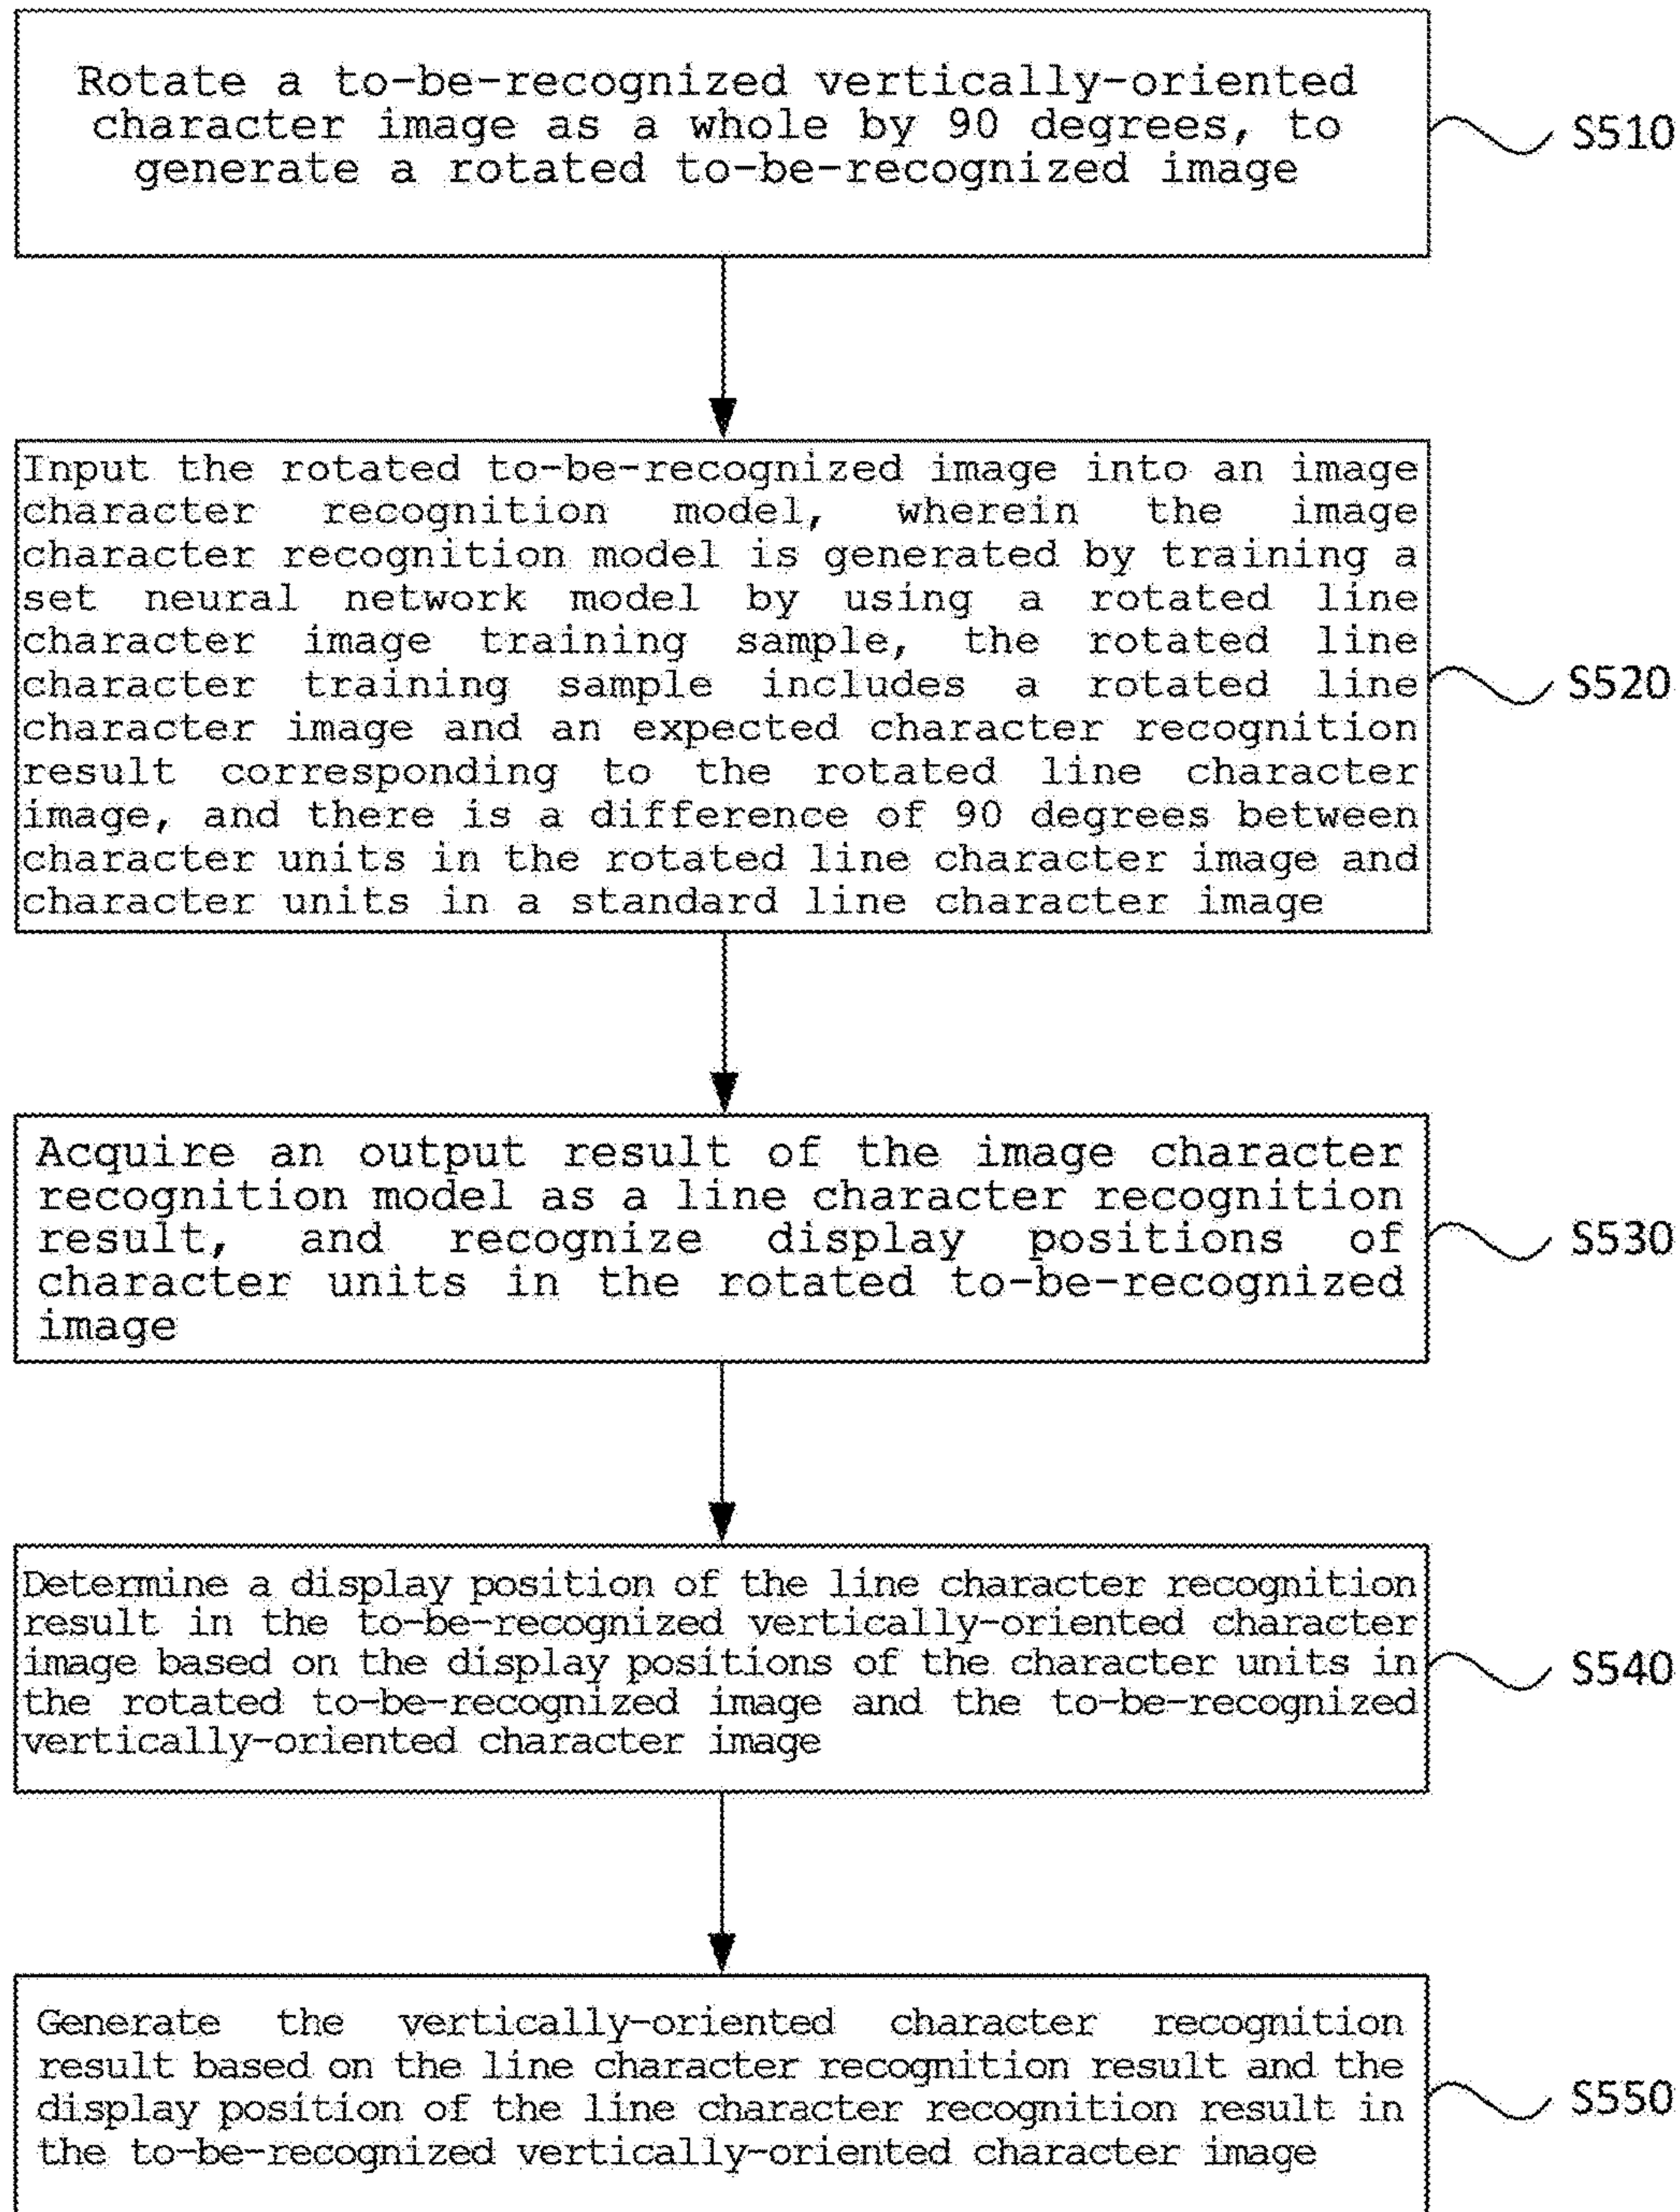 Rotate a to-be-recognized vertically-oriented
character image as a whole by 90 degrees, to
generate a rotated to-be-recognized image
S510
Input the rotated to-be-recognized image into an image
character recognition model, wherein the image
character recognition model is generated by training a
set neural network model by using a rotated line
character image training sample, the rotated line
character training sample includes a rotated line
character image and an expected character recognition
result corresponding to the rotated line character
image, and there is a difference of 90 degrees between
character units in the rotated line character image and
character units in a standard line character image
S520
Acquire an output result of the image character
recognition model as a line character recognition
result, and recognize display positions of
character units in the rotated to-be-recognized
image
S530
Determine a display position of the line character recognition
result in the to-be-recognized vertically-oriented character
image based on the display positions of the character units in
the rotated to-be-recognized image and the to-be-recognized
vertically-oriented character image
S540
Generate the vertically-oriented character recognition
result based on the line character recognition result and the
display position of the line character recognition result in
the to-be-recognized vertically-oriented character image
S550